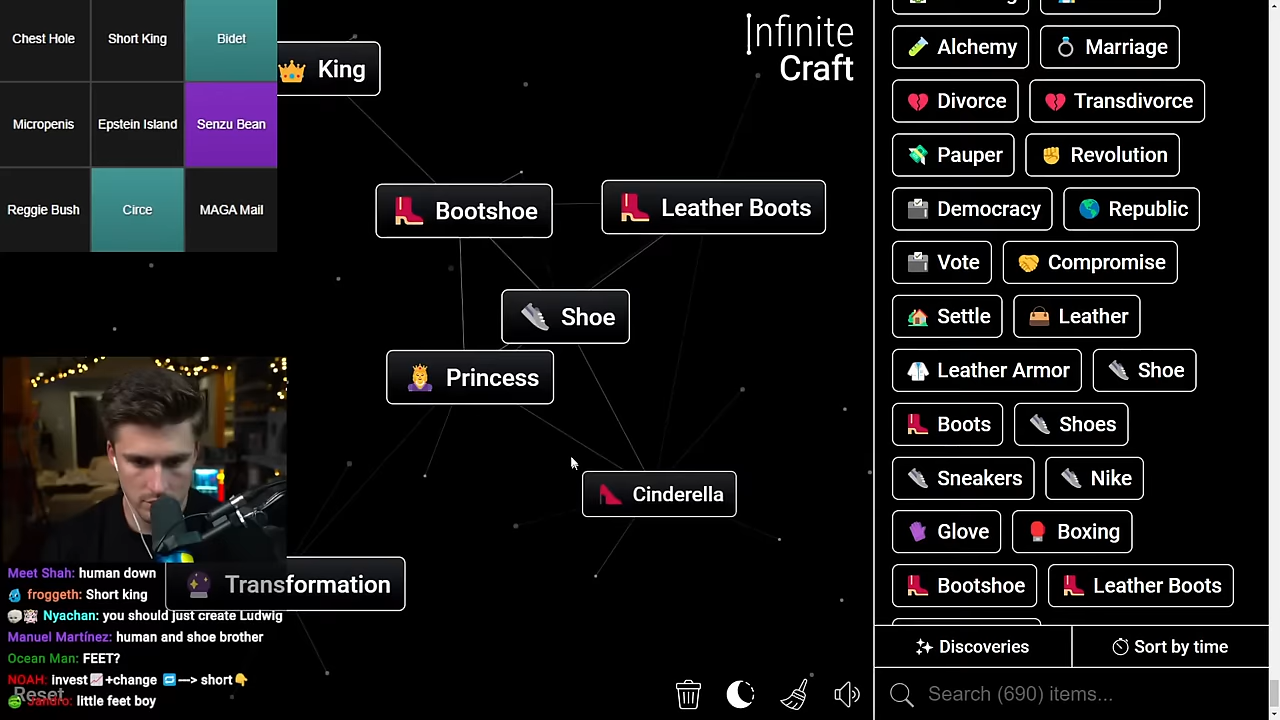 Chest Hole
Short King
Bidet
Micropenis
Epstein Island
Senzu Bean
Reggie Bush
Circe
MAGA Mail
King
Infinite
Craft
Bootshoe
Leather Boots
Shoe
Princess
Cinderella
Transformation
Meet Shah: human down
froggeth: Short king
Nyachan: you should just create Ludwig
Manuel Martínez: human and shoe brother
Ocean Man: FEET?
NOAH: invest 📈+change 🔁 —> short👇
Reset
: little feet boy
Alchemy
Marriage
Divorce
Transdivorce
Pauper
Revolution
Democracy
Republic
Vote
Compromise
Settle
Leather
Leather Armor
Shoe
Boots
Shoes
Sneakers
Nike
Glove
Boxing
Bootshoe
Leather Boots
Discoveries
Sort by time
Search (690) items...